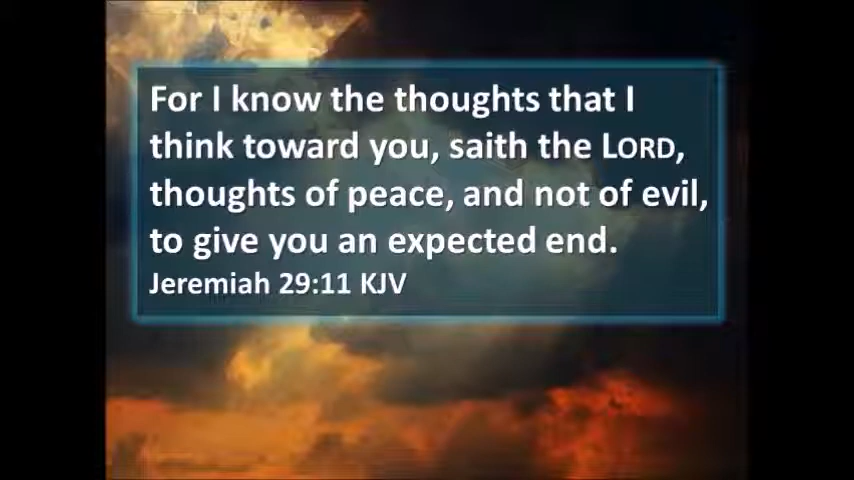 For I know the thoughts that I
think toward you, saith the LORD,
thoughts of peace, and not of evil,
to give you an expected end.
Jeremiah 29:11 KJV